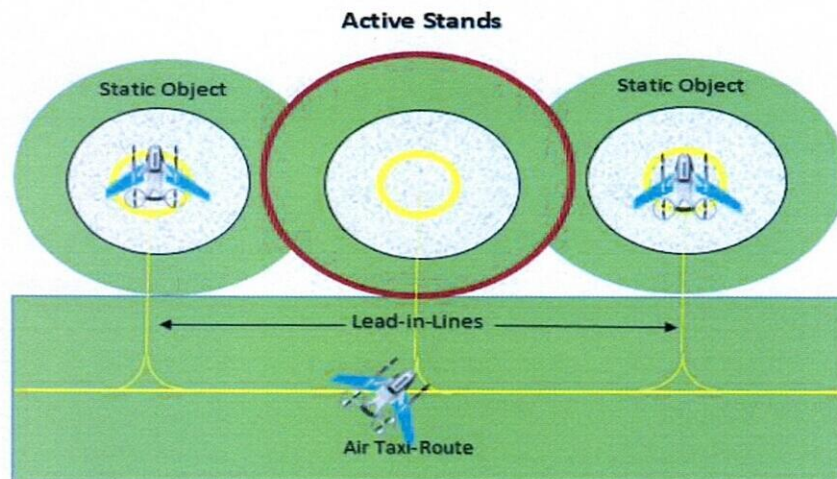 Active Stands
Static Object
Static Object
Lead-in-Lines
Air Taxi-Route